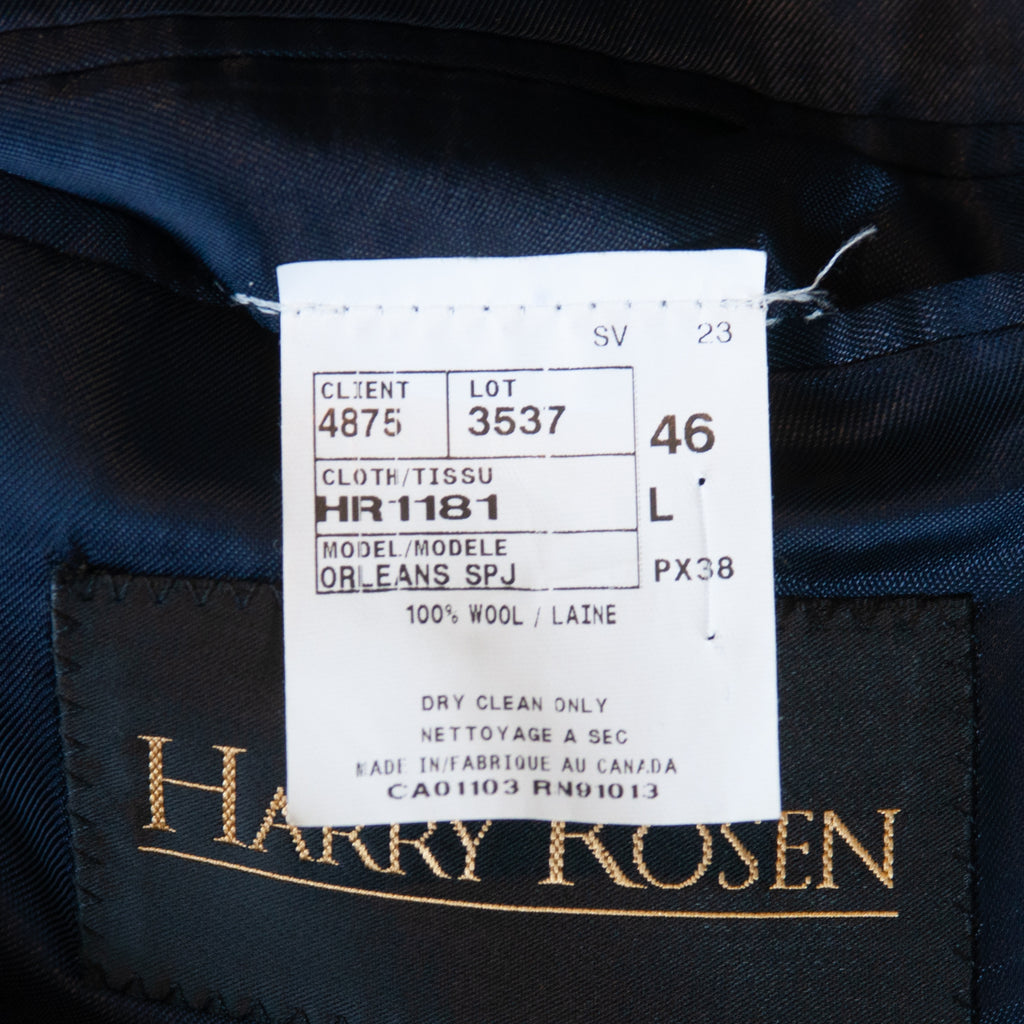 SV 23
CLIENT LOT
4875 3537 46
CLOTH/TISSU
HR1181 L
MODEL/MODELE
ORLEANS SPJ PX38
100% WOOL / LAINE
DRY CLEAN ONLY
NETTOYAGE A SEC
MADE IN/FABRIQUE AU CANADA
CA01103 RN91013
HARRY ROSEN